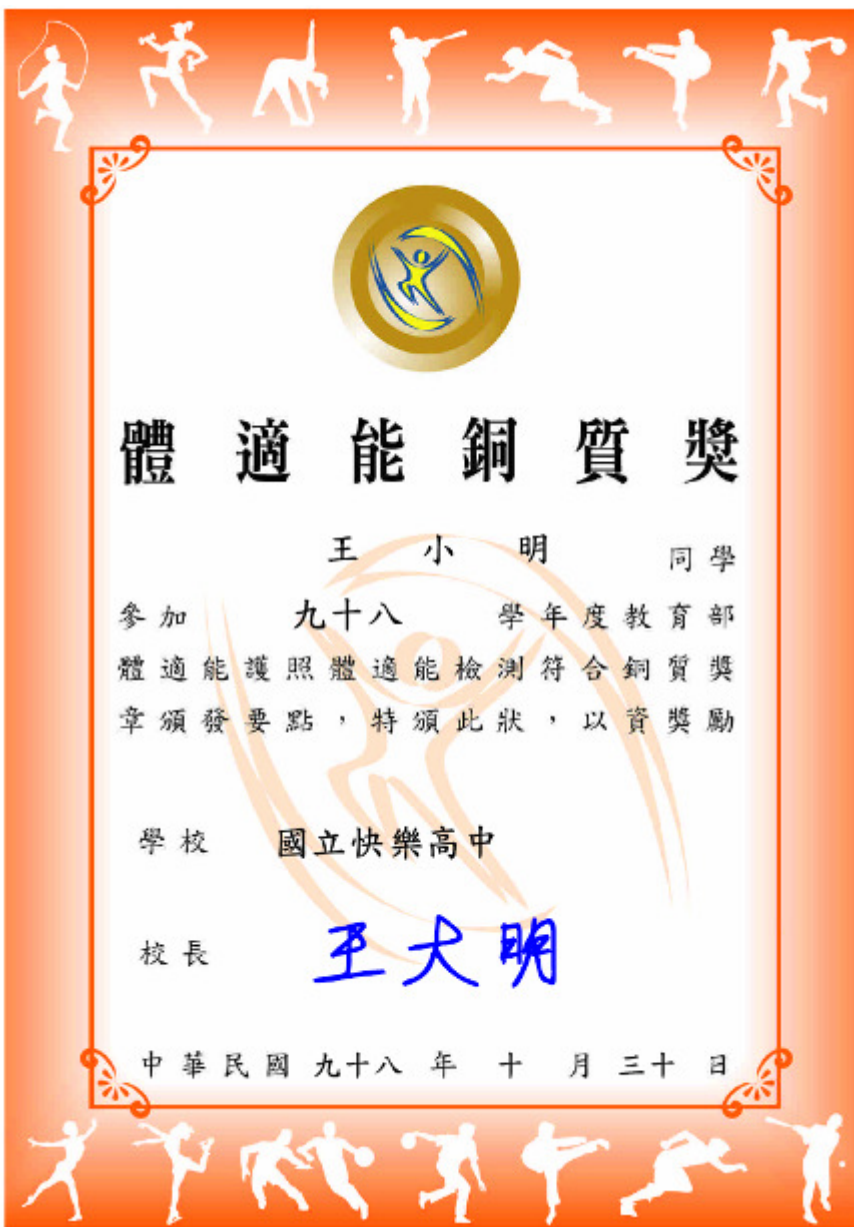 體適能銅質獎
王小明 同學
參加 九十八 學年度教育部
體適能護照體適能檢測符合銅質獎
章頒發要點，特頒此狀，以資獎勵
學校 國立快樂高中
校長 王大明
中華民國九十八年十月三十日